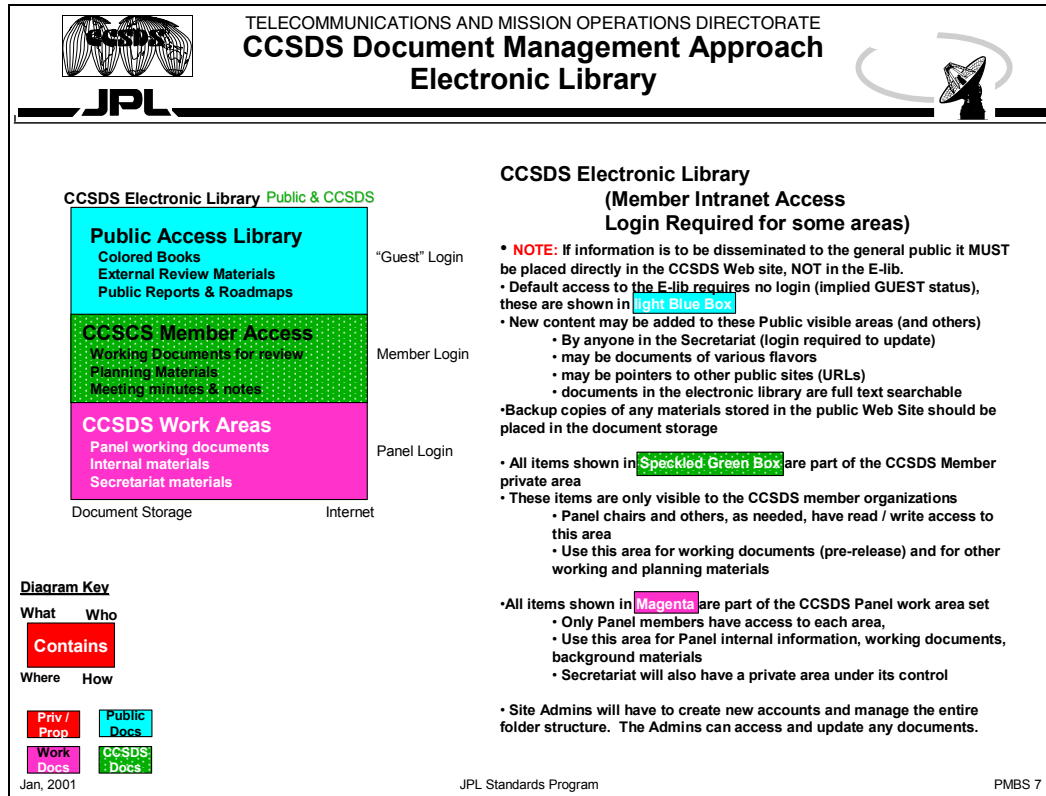 CCSDS
JPL
TELECOMMUNICATIONS AND MISSION OPERATIONS DIRECTORATE
CCSDS Document Management Approach
Electronic Library
CCSDS Electronic Library Public & CCSDS
Public Access Library
Colored Books
External Review Materials
Public Reports & Roadmaps
"Guest" Login
CCSCS Member Access
Working Documents for review
Planning Materials
Meeting minutes & notes
Member Login
CCSDS Work Areas
Panel working documents
Internal materials
Secretariat materials
Panel Login
Document Storage Internet
Diagram Key
What Who
Contains
Where How
Priv /
Prop
Public
Docs
Work
Docs
CCSDS
Docs
CCSDS Electronic Library
(Member Intranet Access
Login Required for some areas)
• NOTE: If information is to be disseminated to the general public it MUST
be placed directly in the CCSDS Web site, NOT in the E-lib.
• Default access to the E-lib requires no login (implied GUEST status),
these are shown in light Blue Box
• New content may be added to these Public visible areas (and others)
• By anyone in the Secretariat (login required to update)
• may be documents of various flavors
• may be pointers to other public sites (URLs)
• documents in the electronic library are full text searchable
•Backup copies of any materials stored in the public Web Site should be
placed in the document storage
• All items shown in Speckled Green Box are part of the CCSDS Member
private area
• These items are only visible to the CCSDS member organizations
• Panel chairs and others, as needed, have read / write access to
this area
• Use this area for working documents (pre-release) and for other
working and planning materials
•All items shown in Magenta are part of the CCSDS Panel work area set
• Only Panel members have access to each area,
• Use this area for Panel internal information, working documents,
background materials
• Secretariat will also have a private area under its control
• Site Admins will have to create new accounts and manage the entire
folder structure. The Admins can access and update any documents.
Jan, 2001
JPL Standards Program
PMBS 7